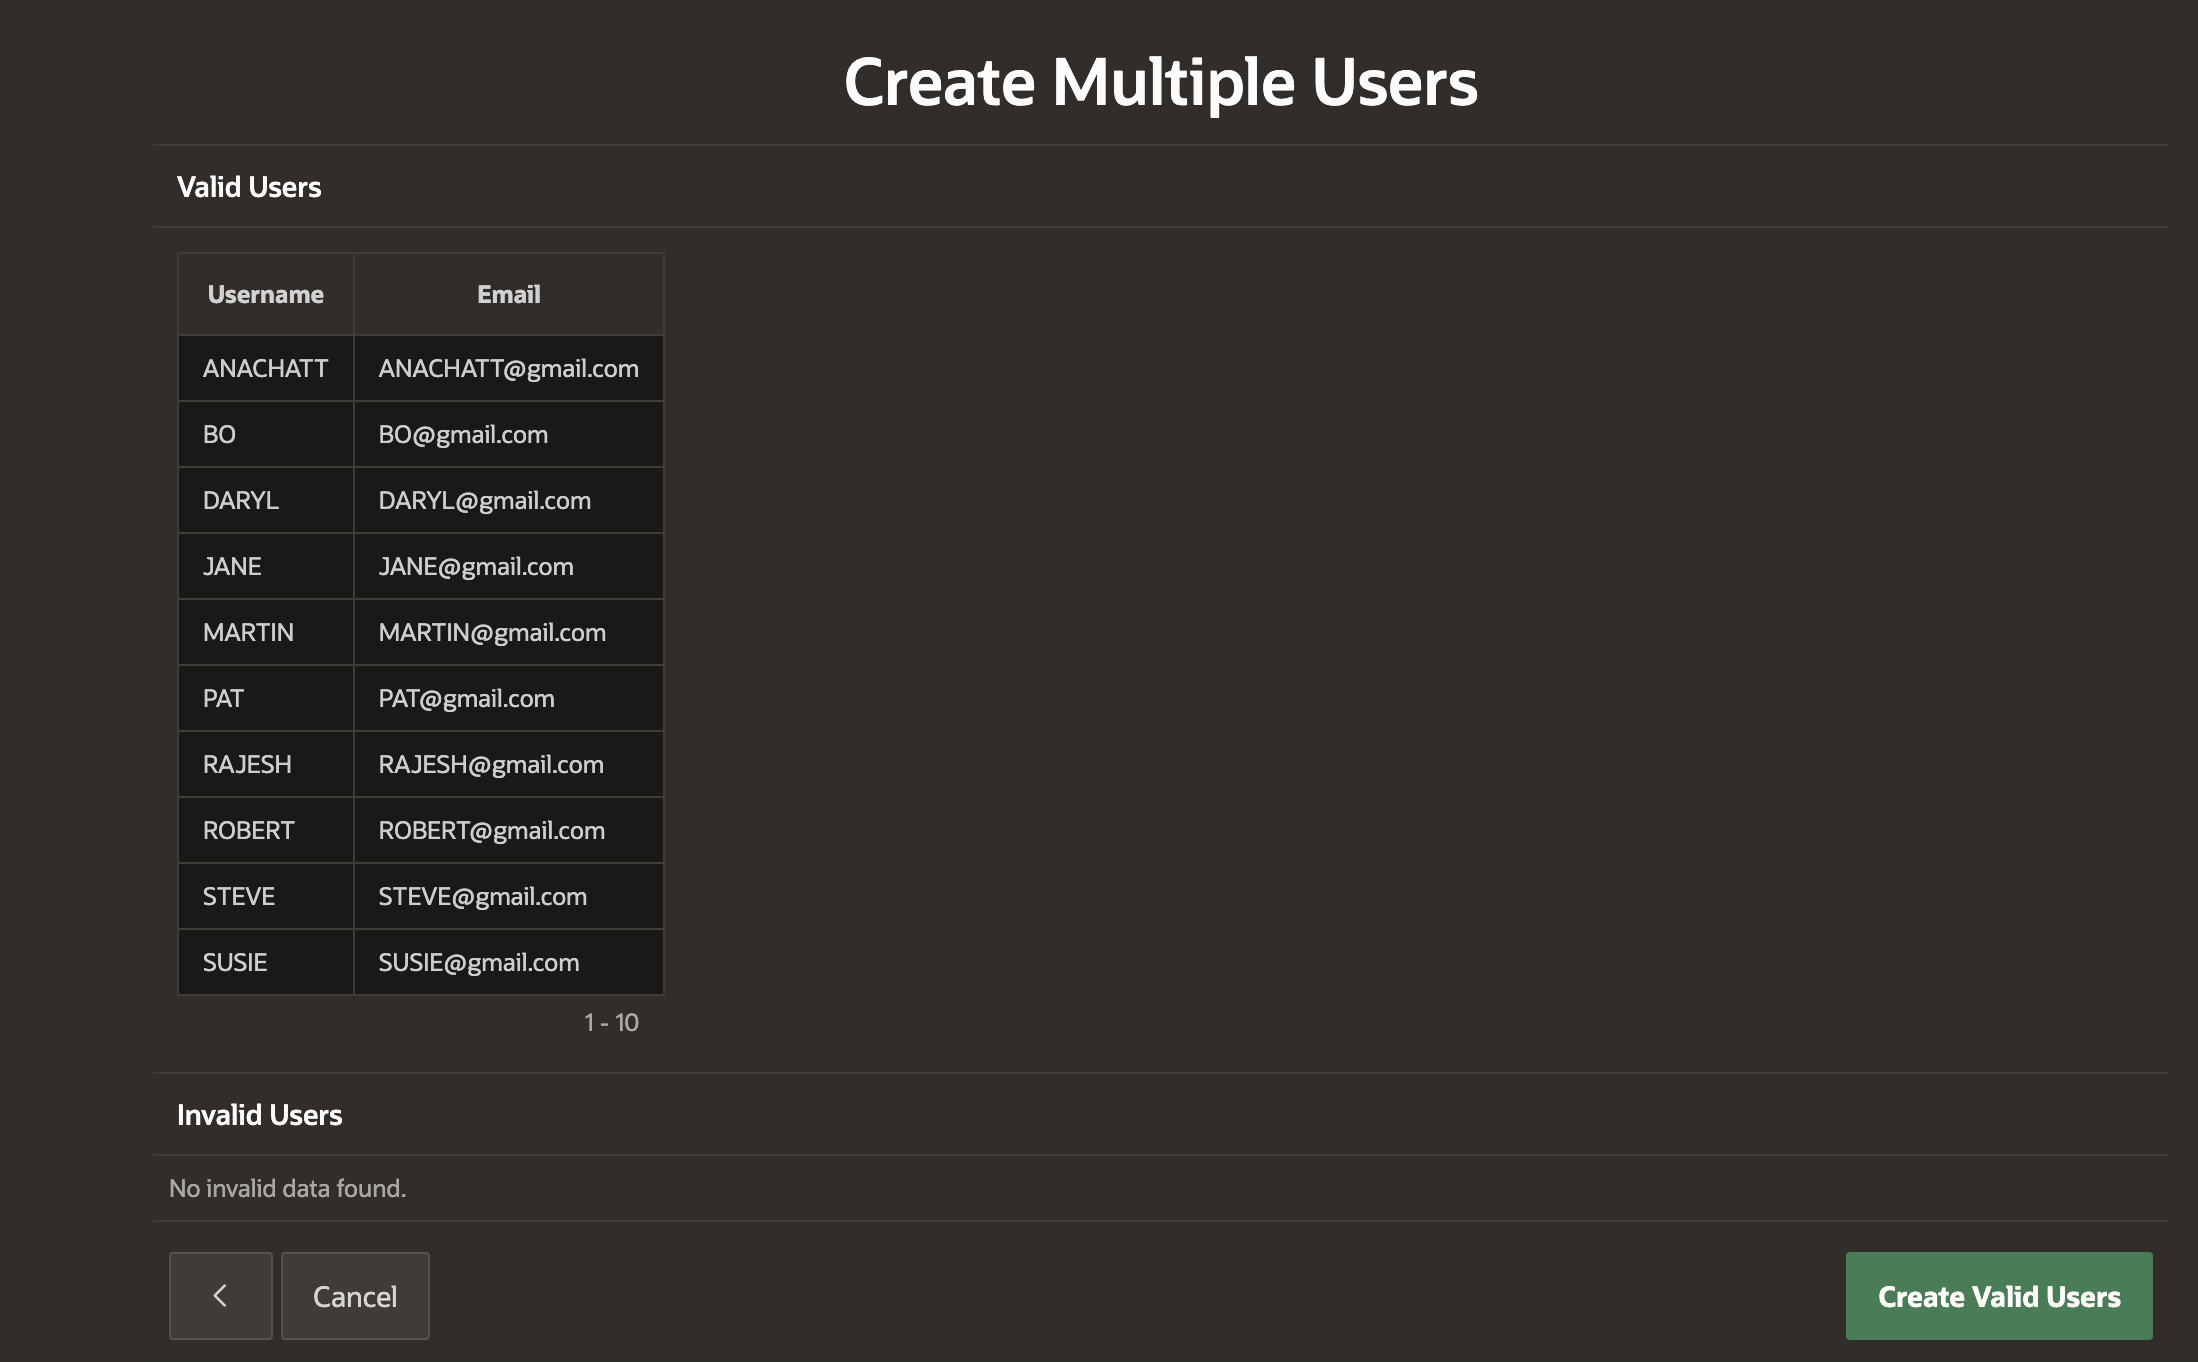 Create Multiple Users
Valid Users
Username Email
ANACHATT ANACHATT@gmail.com
BO BO@gmail.com
DARYL DARYL@gmail.com
JANE JANE@gmail.com
MARTIN MARTIN@gmail.com
PAT PAT@gmail.com
RAJESH RAJESH@gmail.com
ROBERT ROBERT@gmail.com
STEVE STEVE@gmail.com
SUSIE SUSIE@gmail.com
1 - 10
Invalid Users
No invalid data found.
Cancel Create Valid Users